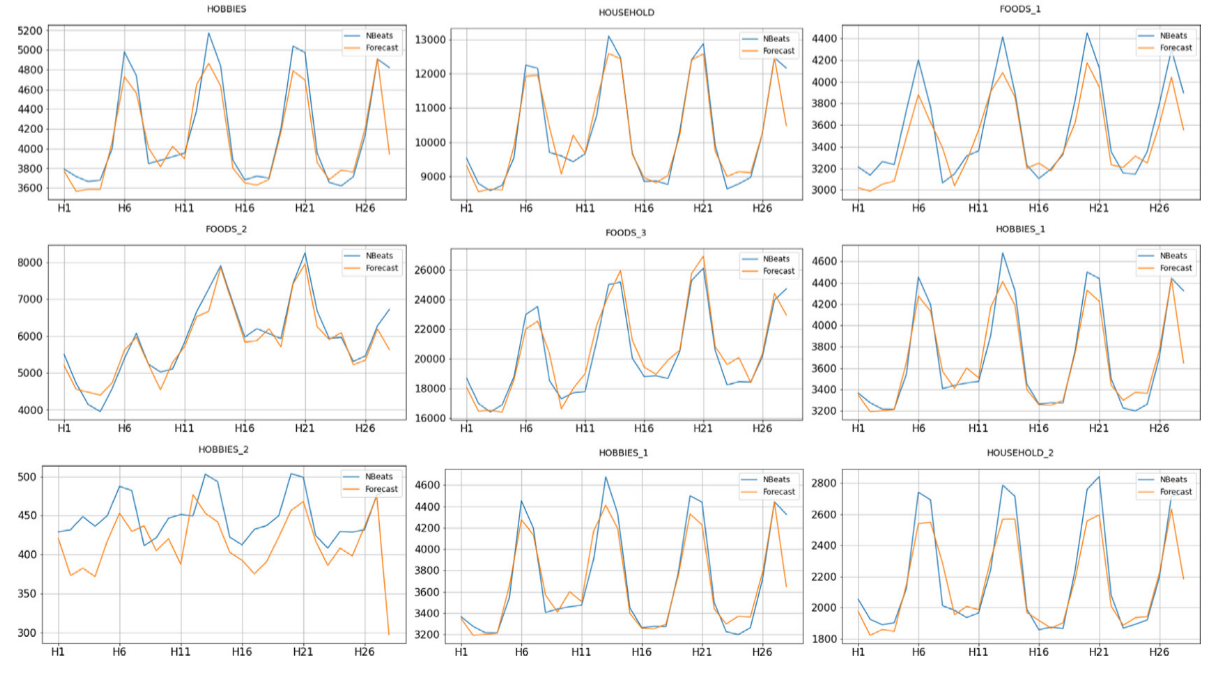 HOBBIES
5200
5000
4800
4600
4400
4200
4000
3800
3600
H1 H6 H11 H16 H21 H26
NBeats
Forecast
HOUSEHOLD
13000
12000
11000
10000
9000
H1 H6 H11 H16 H21 H26
NBeats
Forecast
FOODS_1
4400
4200
4000
3800
3600
3400
3200
3000
H1 H6 H11 H16 H21 H26
NBeats
Forecast
FOODS_2
8000
7000
6000
5000
4000
H1 H6 H11 H16 H21 H26
NBeats
Forecast
FOODS_3
26000
24000
22000
20000
18000
16000
H1 H6 H11 H16 H21 H26
NBeats
Forecast
HOBBIES_1
4600
4400
4200
4000
3800
3600
3400
3200
H1 H6 H11 H16 H21 H26
NBeats
Forecast
HOBBIES_2
500
450
400
350
300
H1 H6 H11 H16 H21 H26
NBeats
Forecast
HOBBIES_1
4600
4400
4200
4000
3800
3600
3400
3200
H1 H6 H11 H16 H21 H26
NBeats
Forecast
HOUSEHOLD_2
2800
2600
2400
2200
2000
1800
H1 H6 H11 H16 H21 H26
NBeats
Forecast